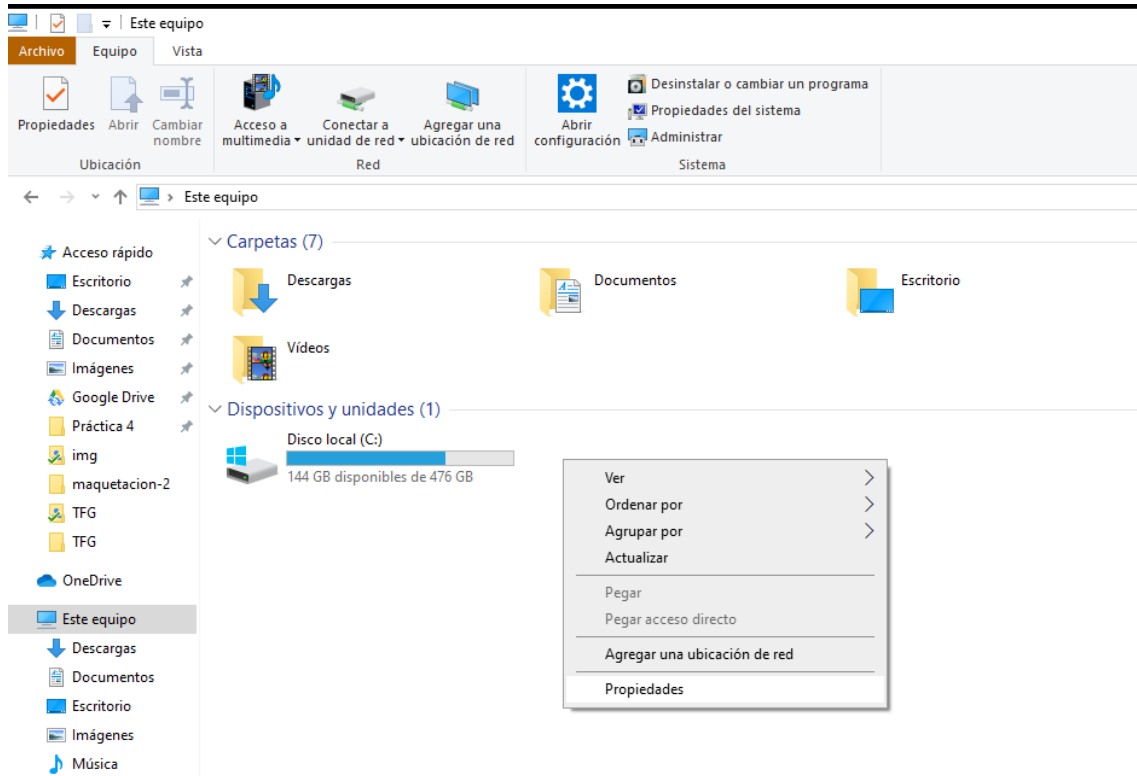 Este equipo
Archivo Equipo Vista
Propiedades
Abrir
Cambiar
nombre
Ubicación
Acceso a
multimedia
Conectar a
unidad de red
Agregar una
ubicación de red
Red
Abrir
configuración
Desinstalar o cambiar un programa
Propiedades del sistema
Administrar
Sistema
Este equipo
Acceso rápido
Escritorio
Descargas
Documentos
Imágenes
Google Drive
Práctica 4
img
maquetacion-2
TFG
TFG
OneDrive
Este equipo
Descargas
Documentos
Escritorio
Imágenes
Música
Carpetas (7)
Descargas
Documentos
Escritorio
Vídeos
Dispositivos y unidades (1)
Disco local (C:)
144 GB disponibles de 476 GB
Ver
Ordenar por
Agrupar por
Actualizar
Pegar
Pegar acceso directo
Agregar una ubicación de red
Propiedades